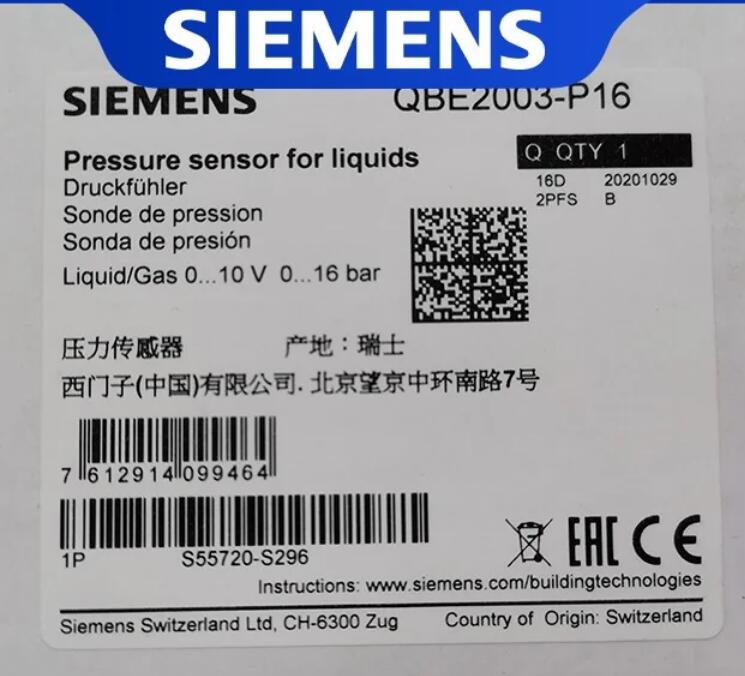 SIEMENS
SIEMENS QBE2003-P16
Pressure sensor for liquids
Q QTY 1
Druckfühler
16D 20201029
Sonde de pression
2PFS B
Sonda de presión
Liquid/Gas 0...10 V 0...16 bar
压力传感器 产地：瑞士
西门子(中国)有限公司. 北京望京中环南路7号
7 612914 099464
1P S55720-S296
EAC CE
Instructions: www.siemens.com/buildingtechnologies
Siemens Switzerland Ltd, CH-6300 Zug Country of Origin: Switzerland